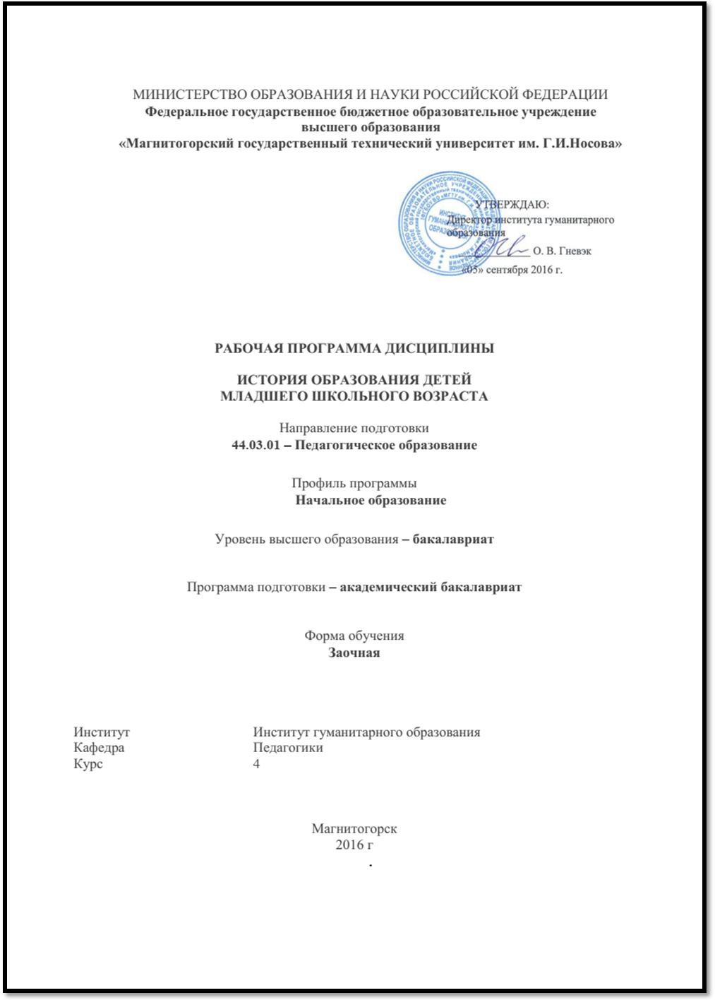 МИНИСТЕРСТВО ОБРАЗОВАНИЯ И НАУКИ РОССИЙСКОЙ ФЕДЕРАЦИИ
Федеральное государственное бюджетное образовательное учреждение
высшего образования
«Магнитогорский государственный технический университет им. Г.И.Носова»
УТВЕРЖДАЮ:
Директор института гуманитарного
образования
О. В. Гневэк
«05» сентября 2016 г.
РАБОЧАЯ ПРОГРАММА ДИСЦИПЛИНЫ
ИСТОРИЯ ОБРАЗОВАНИЯ ДЕТЕЙ
МЛАДШЕГО ШКОЛЬНОГО ВОЗРАСТА
Направление подготовки
44.03.01 – Педагогическое образование
Профиль программы
Начальное образование
Уровень высшего образования – бакалавриат
Программа подготовки – академический бакалавриат
Форма обучения
Заочная
Институт Институт гуманитарного образования
Кафедра Педагогики
Курс 4
Магнитогорск
2016 г
.